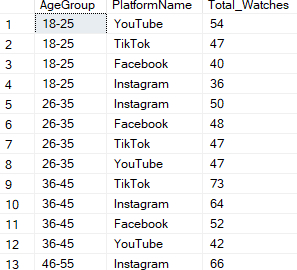 AgeGroup PlatformName Total_Watches
1 18-25 YouTube 54
2 18-25 TikTok 47
3 18-25 Facebook 40
4 18-25 Instagram 36
5 26-35 Instagram 50
6 26-35 Facebook 48
7 26-35 TikTok 47
8 26-35 YouTube 47
9 36-45 TikTok 73
10 36-45 Instagram 64
11 36-45 Facebook 52
12 36-45 YouTube 42
13 46-55 Instagram 66